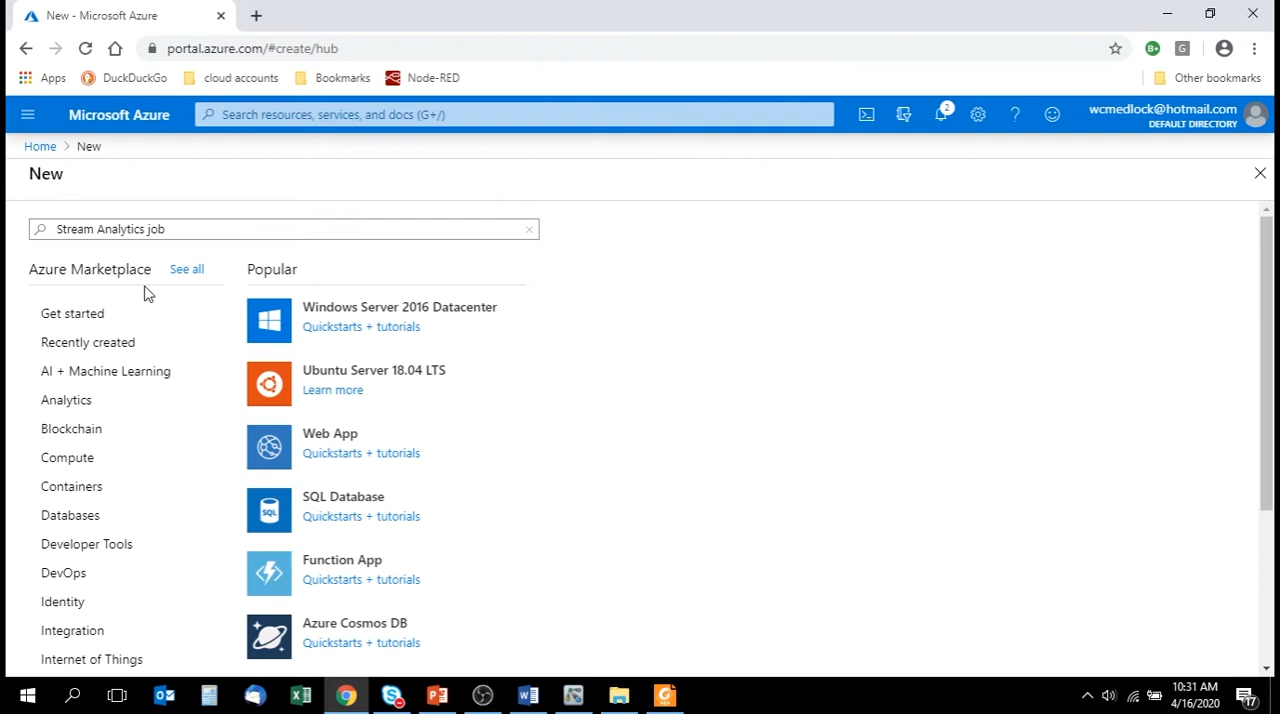 New - Microsoft Azure
portal.azure.com/#create/hub
Apps DuckDuckGo cloud accounts Bookmarks Node-RED Other bookmarks
Microsoft Azure Search resources, services, and docs (G+/) 2 wcmedlock@hotmail.com
DEFAULT DIRECTORY
Home > New
New
Stream Analytics job
Azure Marketplace See all
Get started
Recently created
AI + Machine Learning
Analytics
Blockchain
Compute
Containers
Databases
Developer Tools
DevOps
Identity
Integration
Internet of Things
Popular
Windows Server 2016 Datacenter
Quickstarts + tutorials
Ubuntu Server 18.04 LTS
Learn more
Web App
Quickstarts + tutorials
SQL
SQL Database
Quickstarts + tutorials
Function App
Quickstarts + tutorials
Azure Cosmos DB
Quickstarts + tutorials
10:31 AM
4/16/2020
17